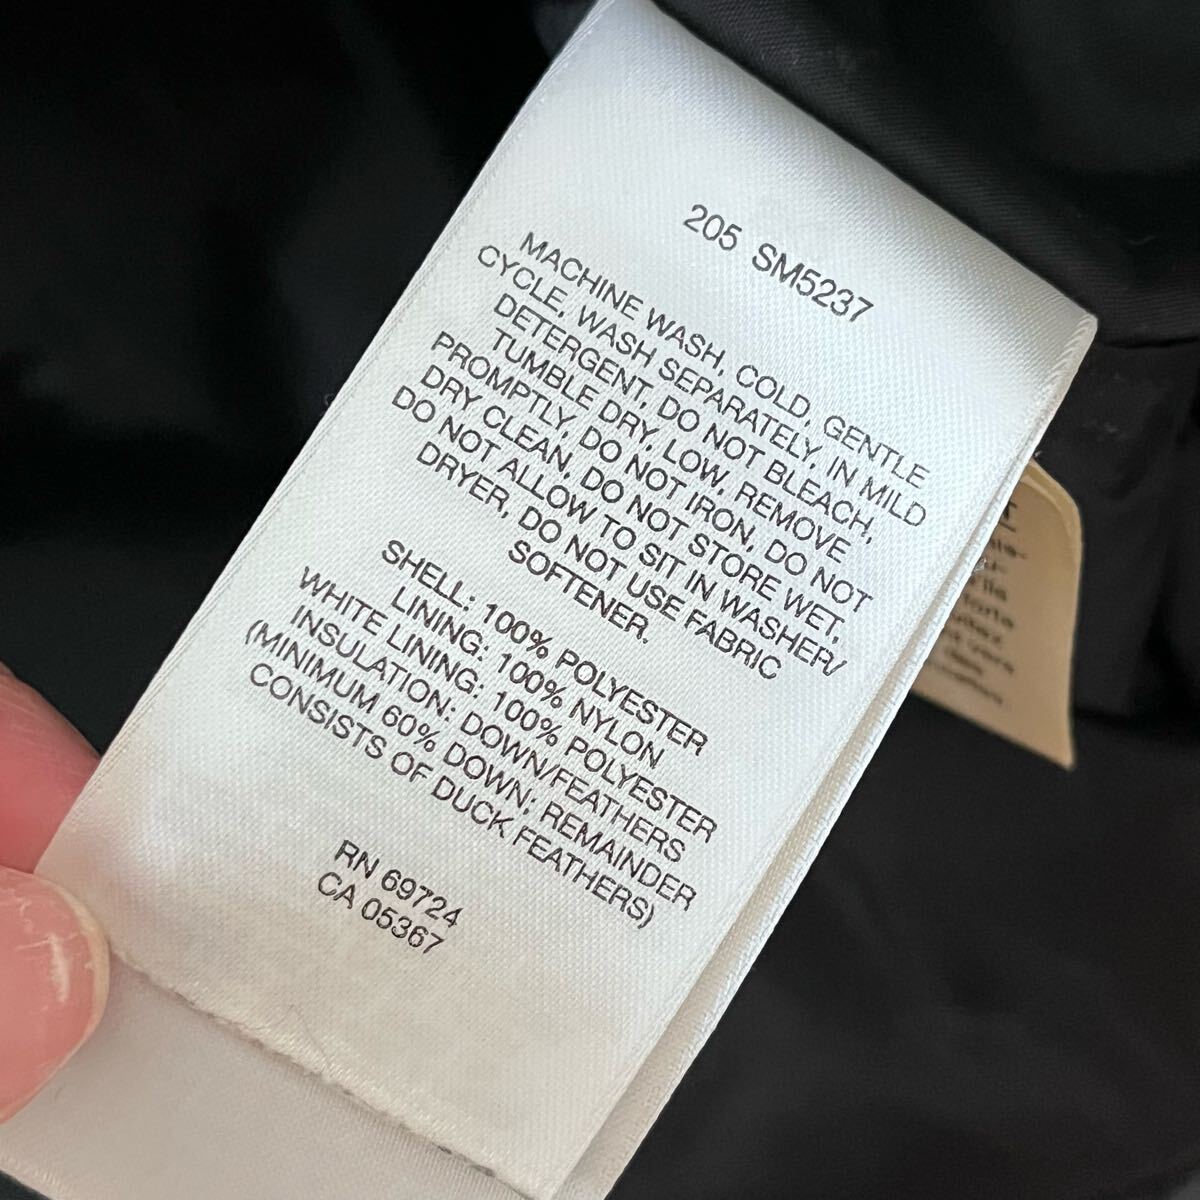 205 SM5237
MACHINE WASH, COLD, GENTLE
CYCLE, WASH SEPARATELY, IN MILD
DETERGENT, DO NOT BLEACH,
TUMBLE DRY, LOW, REMOVE
PROMPTLY, DO NOT IRON, DO NOT
DRY CLEAN, DO NOT STORE WET,
DO NOT ALLOW TO SIT IN WASHER/
DRYER, DO NOT USE FABRIC
SOFTENER.
SHELL: 100% POLYESTER
LINING: 100% NYLON
WHITE LINING: 100% POLYESTER
INSULATION: DOWN/FEATHERS
(MINIMUM 60% DOWN; REMAINDER
CONSISTS OF DUCK FEATHERS)
RN 69724
CA 05367